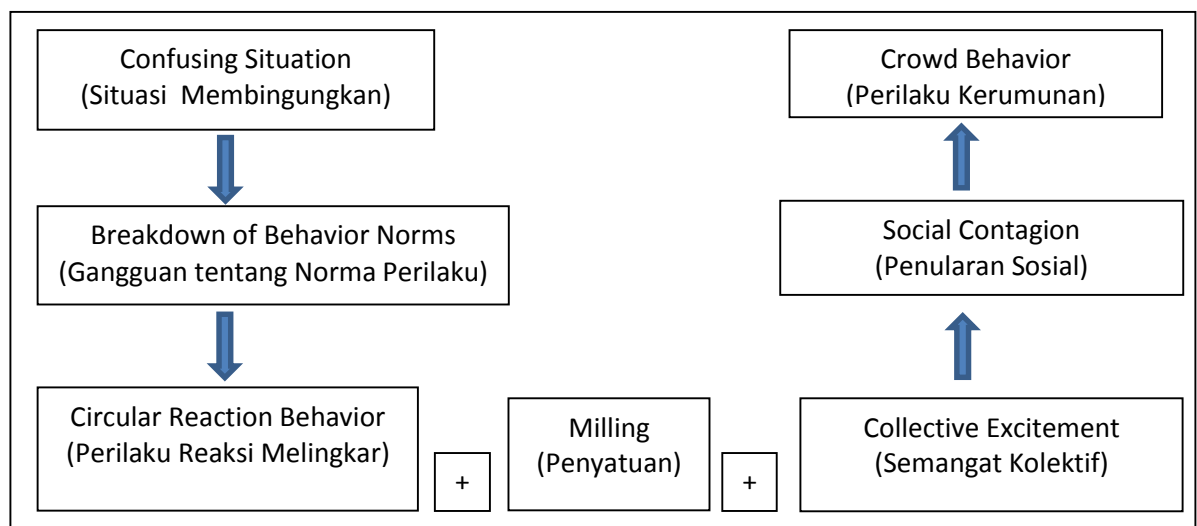 Confusing Situation
(Situasi Membingungkan)
Crowd Behavior
(Perilaku Kerumunan)
Breakdown of Behavior Norms
(Gangguan tentang Norma Perilaku)
Social Contagion
(Penularan Sosial)
Circular Reaction Behavior
(Perilaku Reaksi Melingkar)
+
Milling
(Penyatuan)
+
Collective Excitement
(Semangat Kolektif)